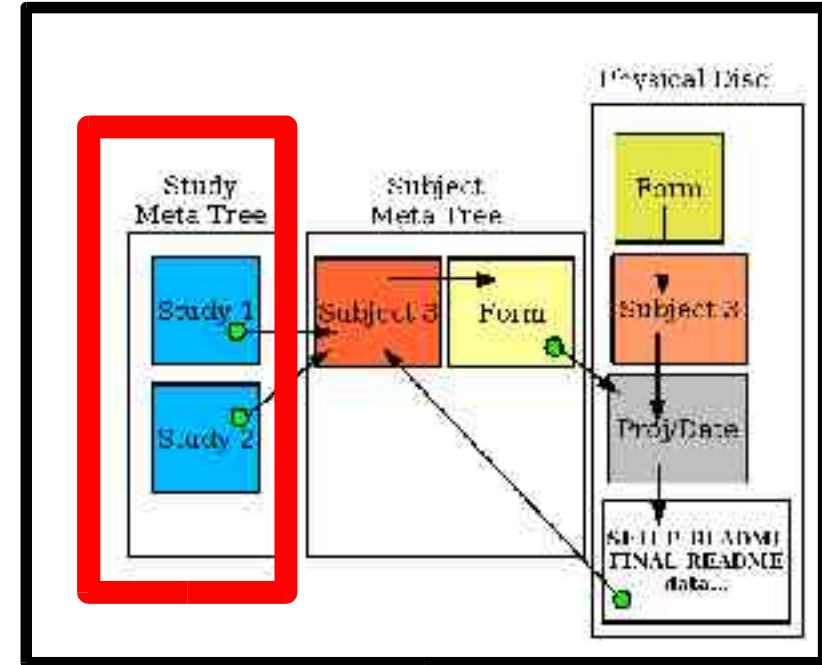 Physical Disc
Study
Meta Tree
Subject
Meta Tree
Form
Study 1
Subject 3
Form
Subject 3
Study 2
Proj/Date
SETUP README
FINAL README
data...